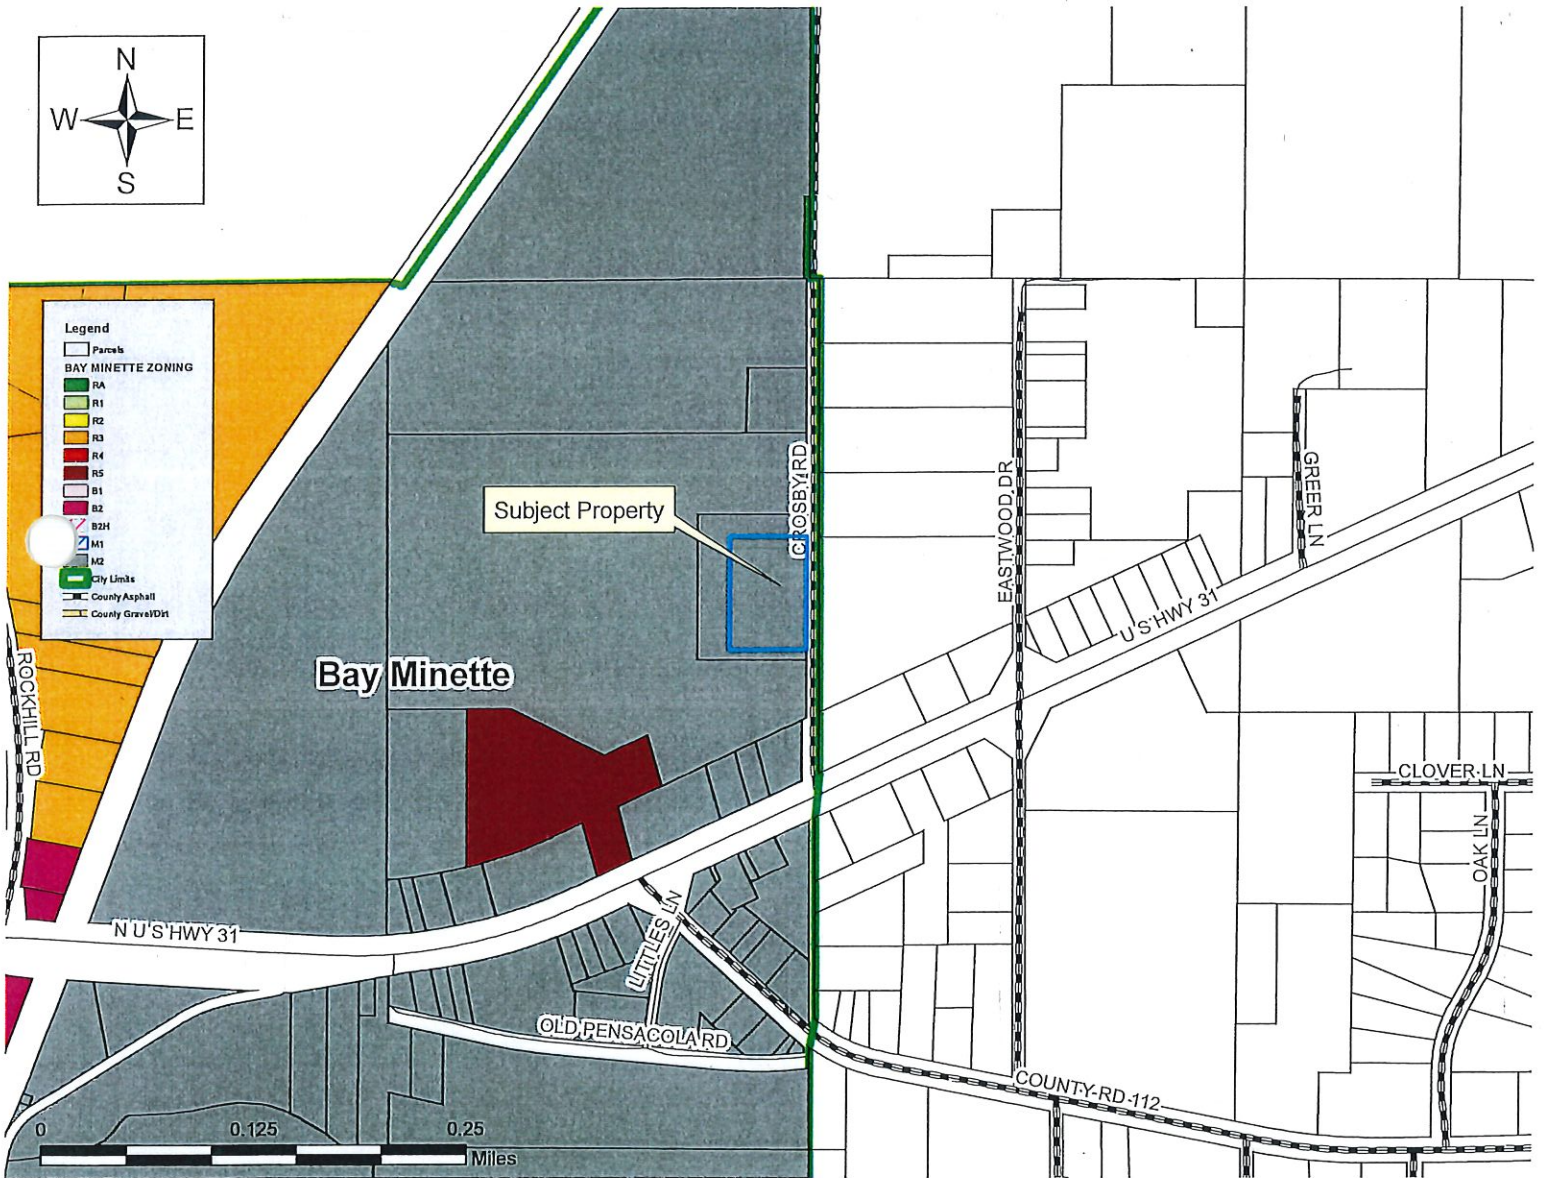 N
W E
S
Legend
Parcels
BAY MINETTE ZONING
RA
R1
R2
R3
R4
R5
B1
B2
B2H
M1
M2
City Limits
County Asphalt
County Gravel/Dirt
Subject Property
CROSBY RD
EASTWOOD DR
GREER LN
U S HWY 31
Bay Minette
ROCKHILL RD
CLOVER LN
OAK LN
N U S HWY 31
LITTLES LN
OLD PENSACOLA RD
COUNTY RD 112
0 0.125 0.25
Miles